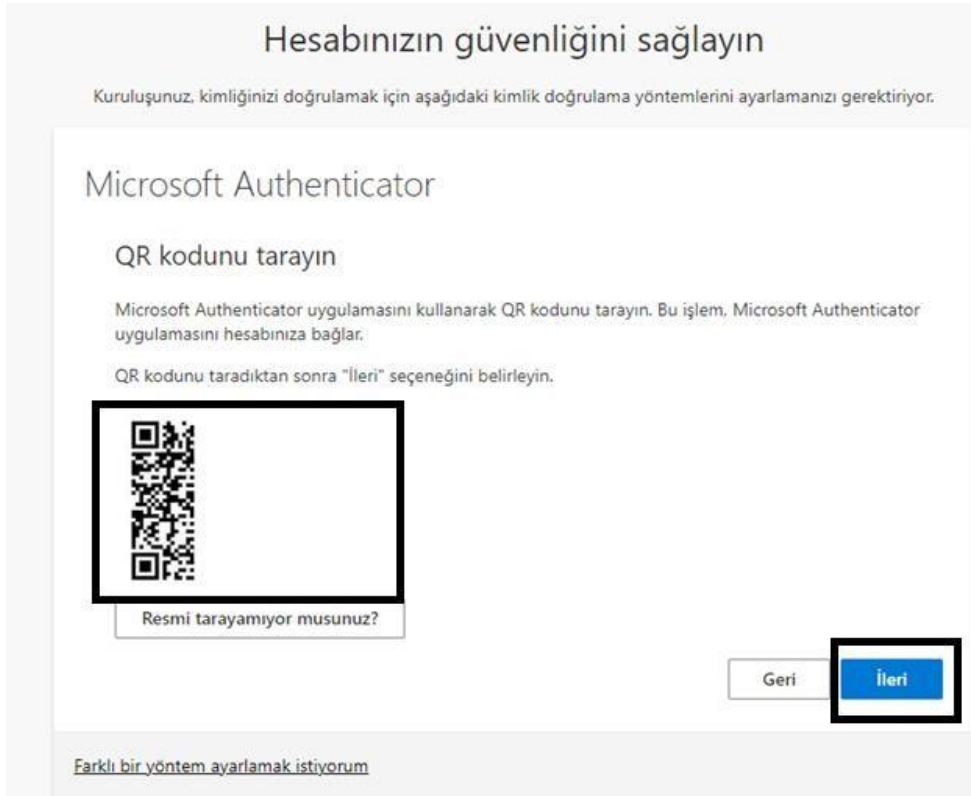 Hesabınızın güvenliğini sağlayın
Kuruluşunuz, kimliğinizi doğrulamak için aşağıdaki kimlik doğrulama yöntemlerini ayarlamanızı gerektiriyor.
Microsoft Authenticator
QR kodunu tarayın
Microsoft Authenticator uygulamasını kullanarak QR kodunu tarayın. Bu işlem, Microsoft Authenticator
uygulamasını hesabınıza bağlar.
QR kodunu taradıktan sonra "İleri" seçeneğini belirleyin.
Resmi tarayamıyor musunuz?
Geri
İleri
Farklı bir yöntem ayarlamak istiyorum